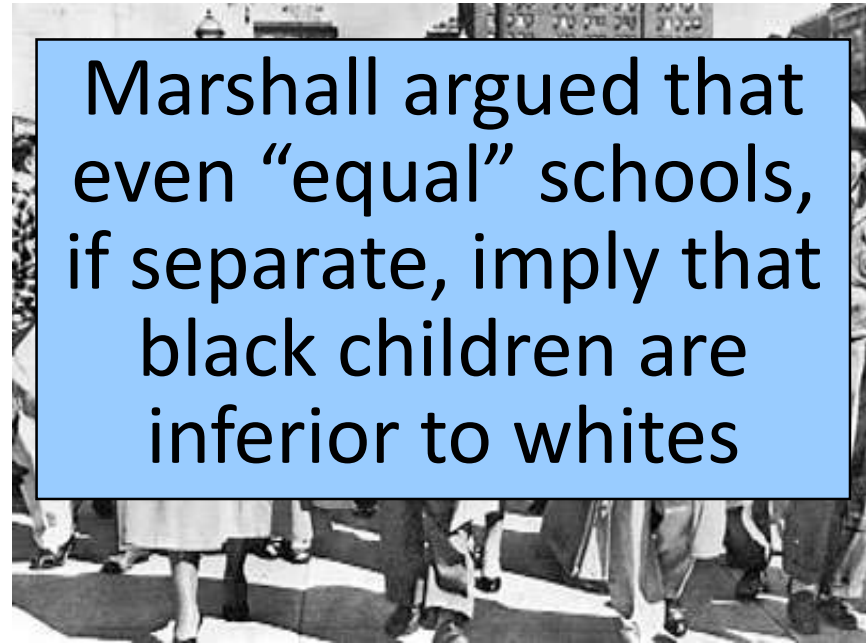 Marshall argued that
even “equal” schools,
if separate, imply that
black children are
inferior to whites